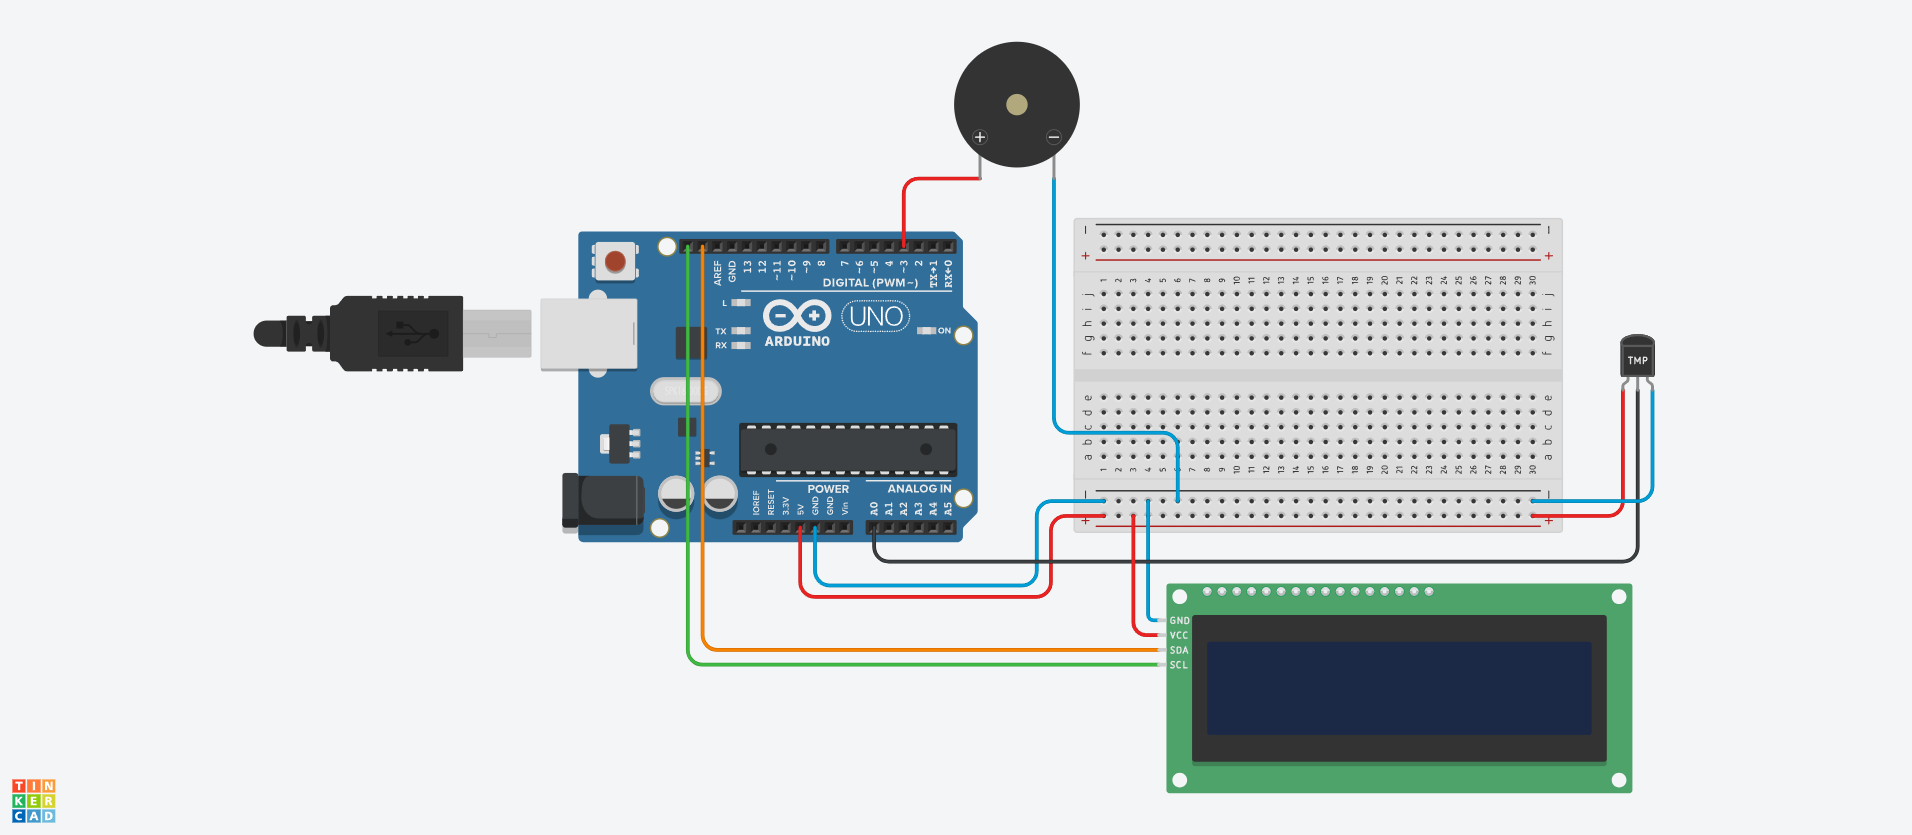 + −
AREF
GND
13
12
~11
~10
~9
8
7
~6
~5
4
~3
2
TX→1
RX←0
DIGITAL (PWM~)
L
TX
RX
UNO
ON
ARDUINO
POWER
ANALOG IN
IOREF
RESET
3.3V
5V
GND
GND
Vin
A0
A1
A2
A3
A4
A5
− −
+ +
1 2 3 4 5 6 7 8 9 10 11 12 13 14 15 16 17 18 19 20 21 22 23 24 25 26 27 28 29 30
j j
i i
h h
g g
f f
e e
d d
c c
b b
a a
1 2 3 4 5 6 7 8 9 10 11 12 13 14 15 16 17 18 19 20 21 22 23 24 25 26 27 28 29 30
− −
+ +
TMP
GND
VCC
SDA
SCL
TIN
KER
CAD